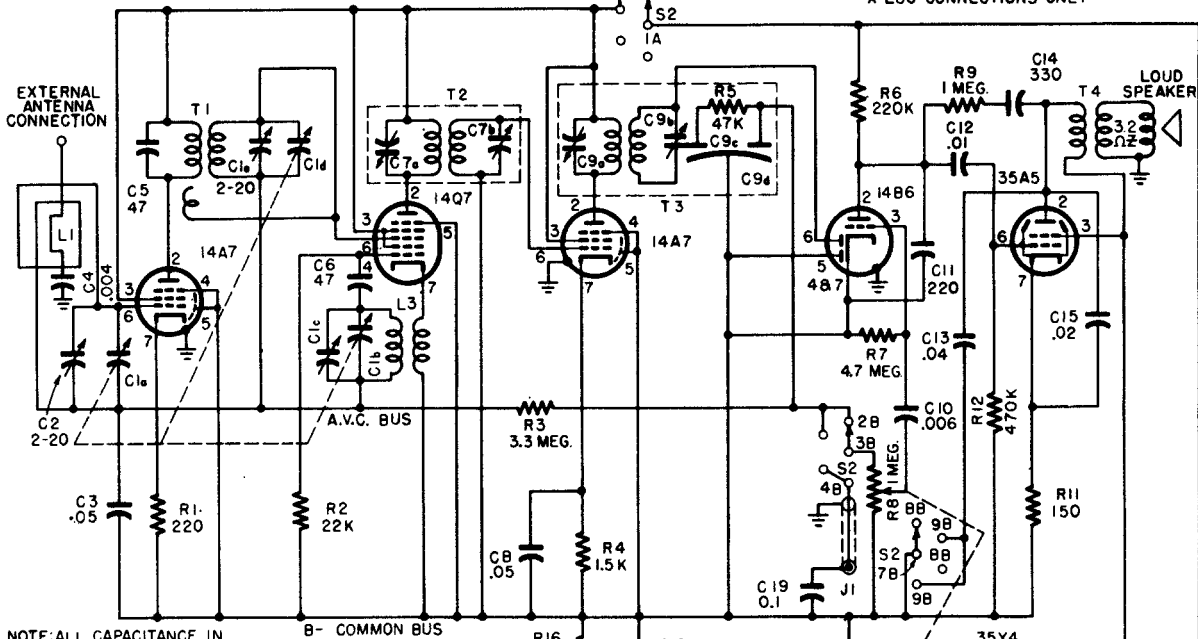 S2
1A
EXTERNAL
ANTENNA
CONNECTION
L1
C4
.004
C5
47
T1
C1e
2-20
C1d
14A7
2
3
4
5
6
7
C2
2-20
C1a
C3
.05
R1
220
T2
C7a
C7b
14Q7
2
3
4
5
6
7
C6
47
L3
C1c
C1b
A.V.C. BUS
R2
22K
R3
3.3 MEG.
T3
C9a
C9b
R5
47K
C9c
C9d
14A7
2
3
4
5
6
7
C8
.05
R4
1.5K
R6
220K
R9
1 MEG.
C14
330
C12
.01
14B6
2
3
6
5
4&7
C11
220
R7
4.7 MEG.
C10
.006
2B
3B
S2
4B
R8 1 MEG.
J1
C19
0.1
8B
9B
S2
7B
8B
9B
C13
.04
R12
470K
35A5
2
3
6
7
C15
.02
R11
150
T4
3.2
ΩZ
LOUD
SPEAKER
NOTE: ALL CAPACITANCE IN
B- COMMON BUS
R16
35Y4